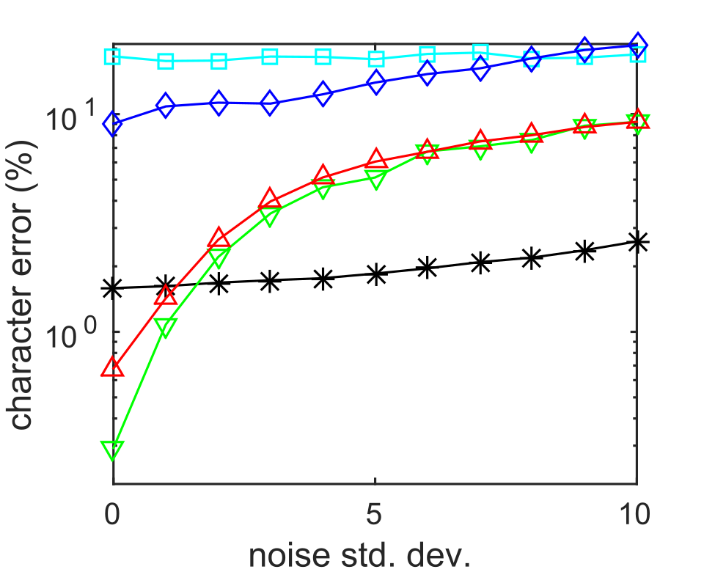 character error (%)
10 1
10 0
0 5 10
noise std. dev.